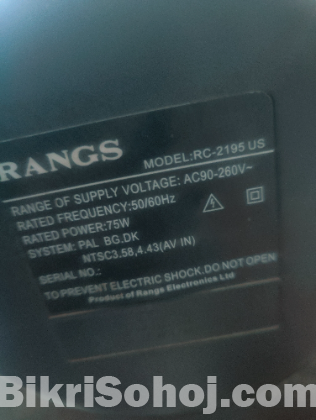 RANGS
MODEL:RC-2195 US
RANGE OF SUPPLY VOLTAGE: AC90-260V~
RATED FREQUENCY:50/60Hz
RATED POWER:75W
SYSTEM: PAL BG.DK
NTSC3.58,4.43(AV IN)
SERIAL NO.:
TO PREVENT ELECTRIC SHOCK.DO NOT OPEN
Product of Rangs Electronics Ltd
BikriSohoj.com